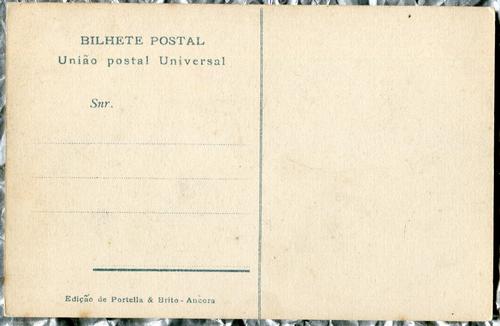 BILHETE POSTAL
União postal Universal
Snr.
Edição de Portella & Brito - Ancora